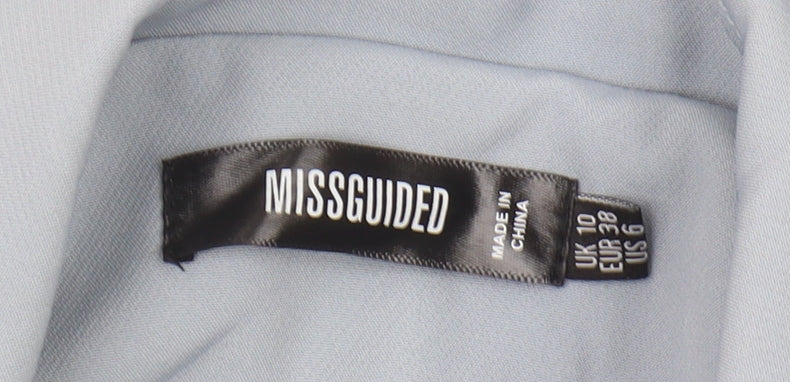 MISSGUIDED
MADE IN
CHINA
UK 10
EUR 38
US 6